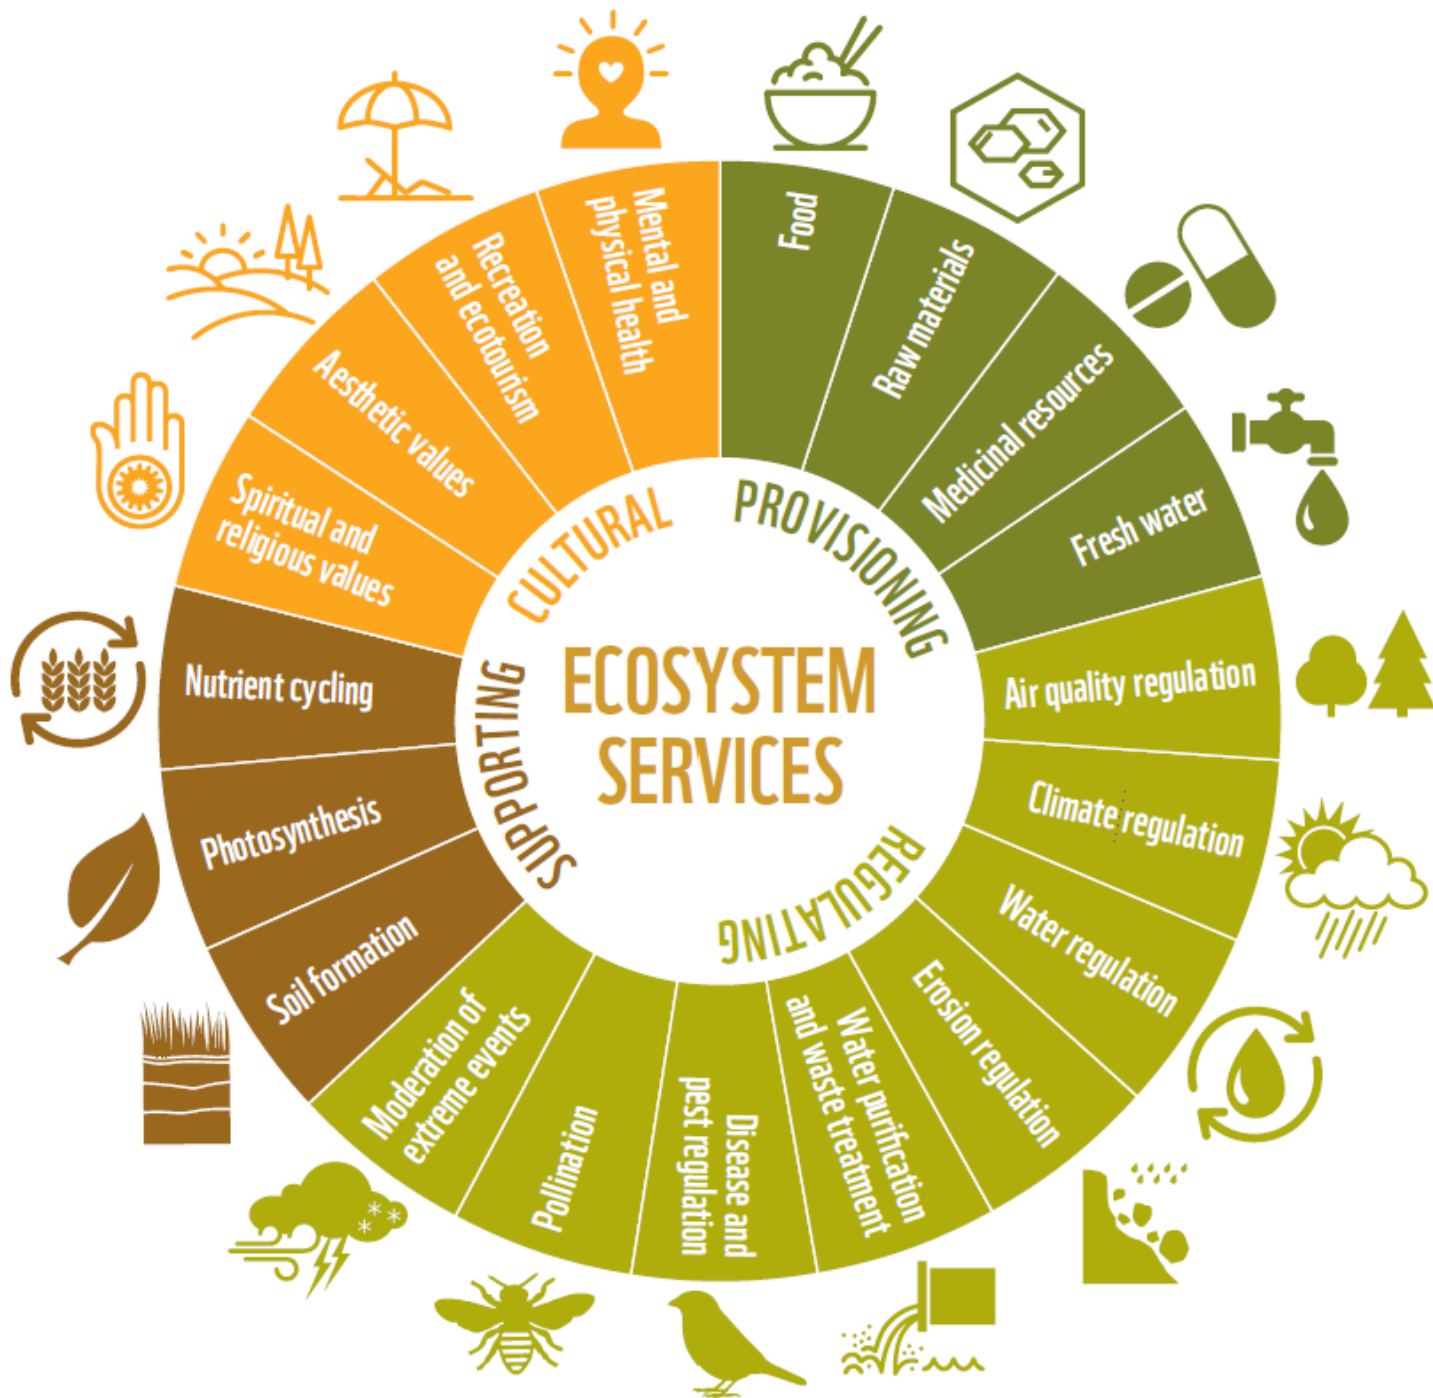 ECOSYSTEM
SERVICES
PROVISIONING
Food
Raw materials
Medicinal resources
Fresh water
REGULATING
Air quality regulation
Climate regulation
Water regulation
Erosion regulation
Water purification
and waste treatment
Disease and
pest regulation
Pollination
Moderation of
extreme events
SUPPORTING
Soil formation
Photosynthesis
Nutrient cycling
CULTURAL
Spiritual and
religious values
Aesthetic values
Recreation
and ecotourism
Mental and
physical health